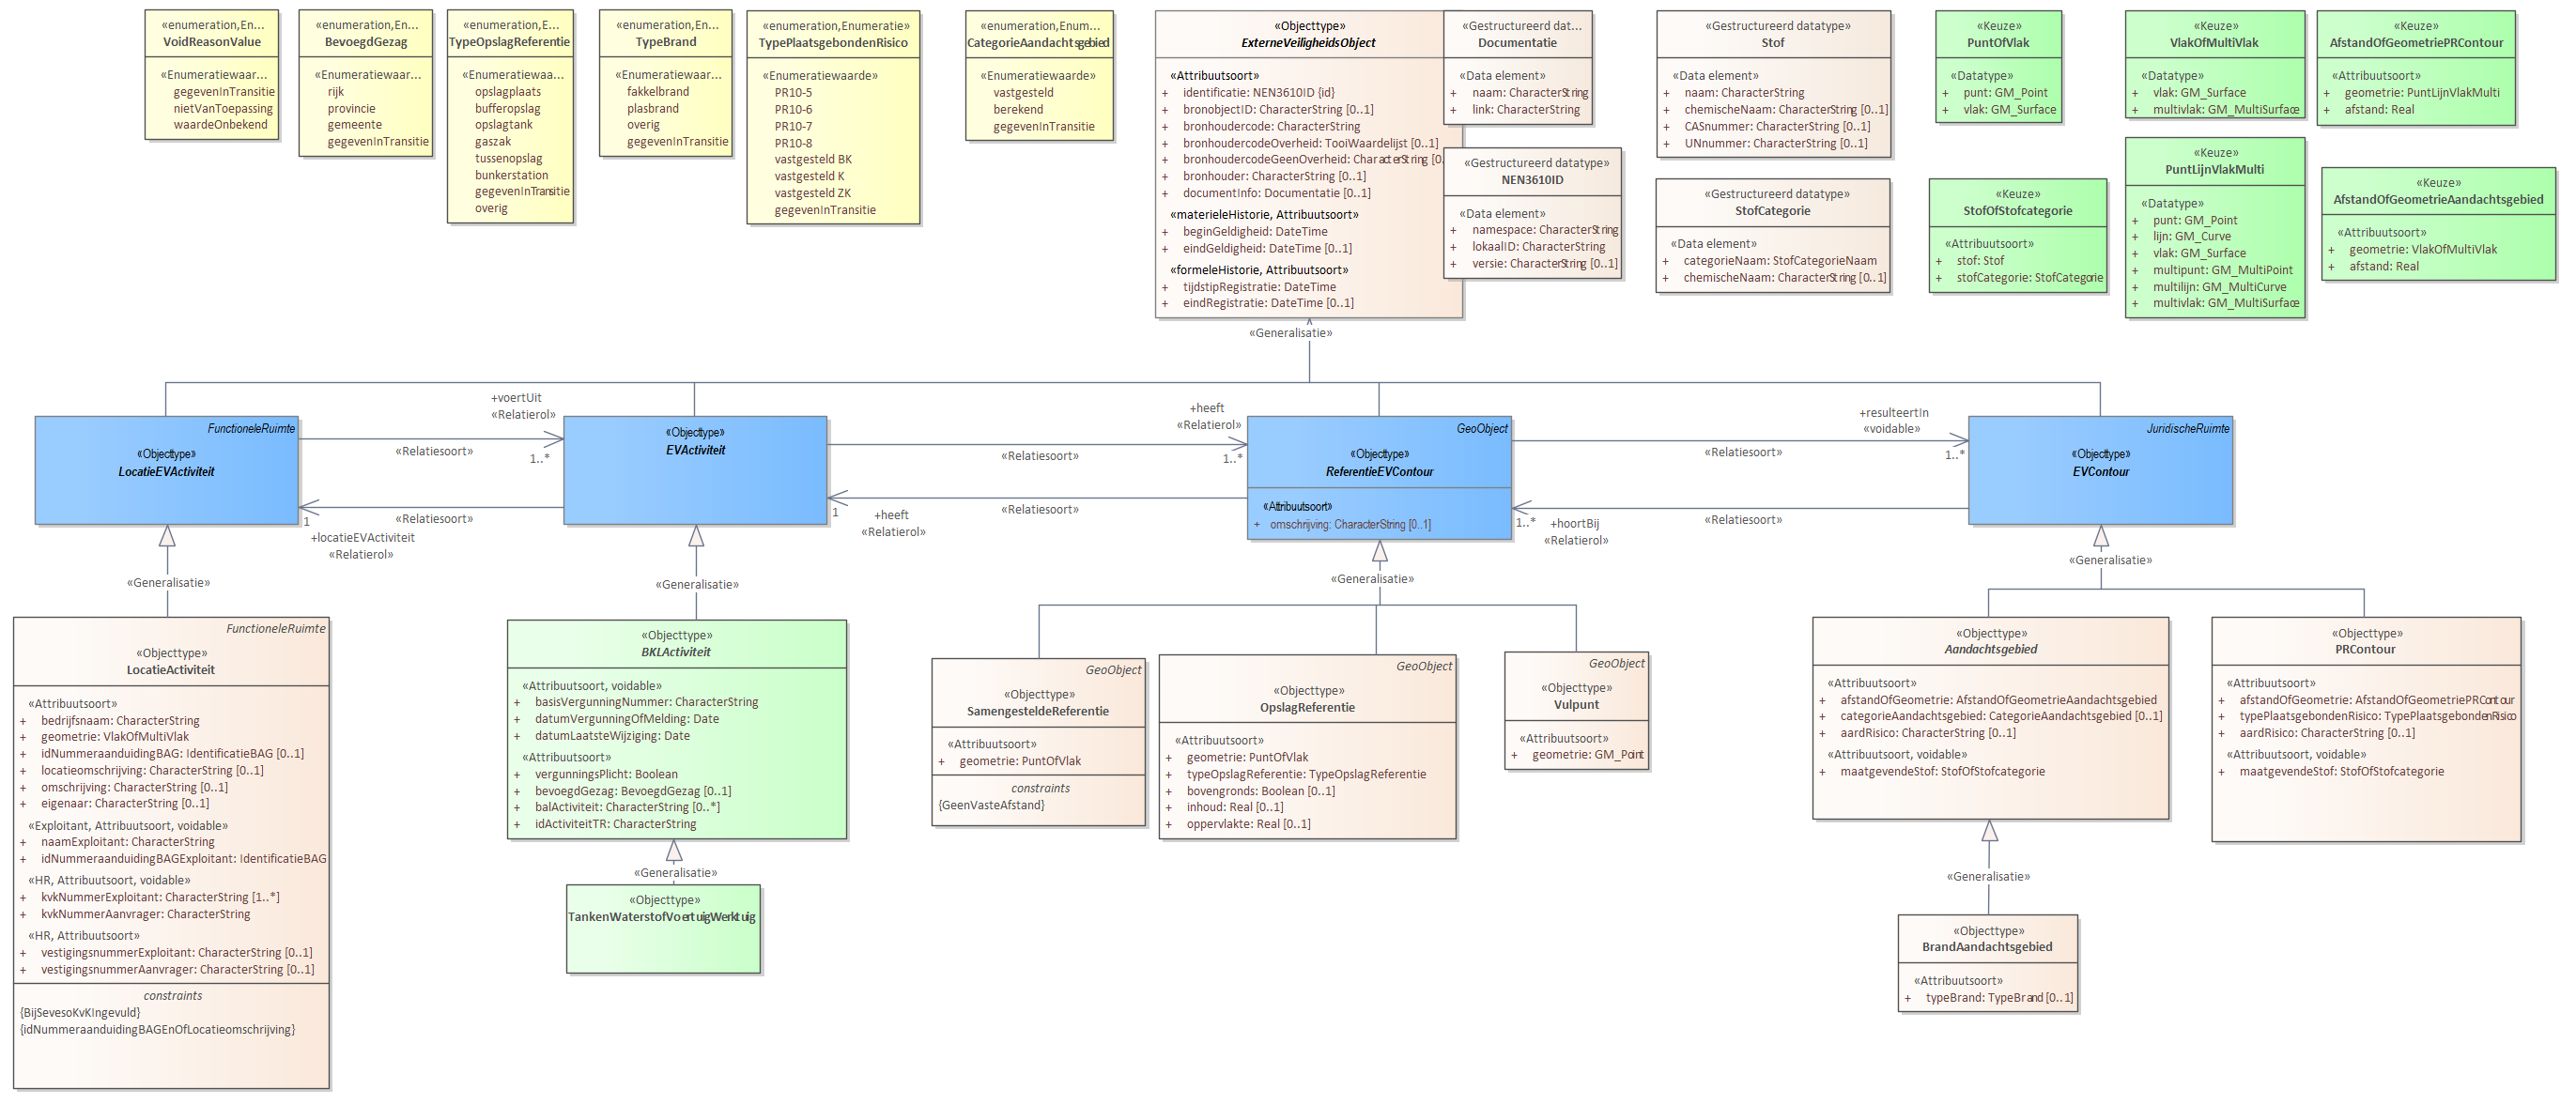 «enumeration,En...
VoidReasonValue
«Enumeratiewaar...
gegevenInTransitie
nietVanToepassing
waardeOnbekend
«enumeration,En...
BevoegdGezag
«Enumeratiewaar...
rijk
provincie
gemeente
gegevenInTransitie
«enumeration,E...
TypeOpslagReferentie
«Enumeratiewaa...
opslagplaats
bufferopslag
opslagtank
gaszak
tussenopslag
bunkerstation
gegevenInTransitie
overig
«enumeration,En...
TypeBrand
«Enumeratiewaar...
fakkelbrand
plasbrand
overig
gegevenInTransitie
«enumeration,Enumeratie»
TypePlaatsgebondenRisico
«Enumeratiewaarde»
PR10-5
PR10-6
PR10-7
PR10-8
vastgesteld BK
vastgesteld K
vastgesteld ZK
gegevenInTransitie
«enumeration,Enum...
CategorieAandachtsgebied
«Enumeratiewaarde»
vastgesteld
berekend
gegevenInTransitie
«Objecttype»
ExterneVeiligheidsObject
«Attribuutsoort»
+ identificatie: NEN3610ID {id}
+ bronobjectID: CharacterString [0..1]
+ bronhoudercode: CharacterString
+ bronhoudercodeOverheid: TooiWaardelijst [0..1]
+ bronhoudercodeGeenOverheid: CharacterString [0.
+ bronhouder: CharacterString [0..1]
+ documentInfo: Documentatie [0..1]
«materieleHistorie, Attribuutsoort»
+ beginGeldigheid: DateTime
+ eindGeldigheid: DateTime [0..1]
«formeleHistorie, Attribuutsoort»
+ tijdstipRegistratie: DateTime
+ eindRegistratie: DateTime [0..1]
«Gestructureerd dat...
Documentatie
«Data element»
+ naam: CharacterString
+ link: CharacterString
«Gestructureerd datatype»
NEN3610ID
«Data element»
+ namespace: CharacterString
+ lokaalID: CharacterString
+ versie: CharacterString [0..1]
«Gestructureerd datatype»
Stof
«Data element»
+ naam: CharacterString
+ chemischeNaam: CharacterString [0..1]
+ CASnummer: CharacterString [0..1]
+ UNnummer: CharacterString [0..1]
«Gestructureerd datatype»
StofCategorie
«Data element»
+ categorieNaam: StofCategorieNaam
+ chemischeNaam: CharacterString [0..1]
«Keuze»
PuntOfVlak
«Datatype»
+ punt: GM_Point
+ vlak: GM_Surface
«Keuze»
StofOfStofcategorie
«Attribuutsoort»
+ stof: Stof
+ stofCategorie: StofCategorie
«Keuze»
VlakOfMultiVlak
«Datatype»
+ vlak: GM_Surface
+ multivlak: GM_MultiSurface
«Keuze»
PuntLijnVlakMulti
«Datatype»
+ punt: GM_Point
+ lijn: GM_Curve
+ vlak: GM_Surface
+ multipunt: GM_MultiPoint
+ multilijn: GM_MultiCurve
+ multivlak: GM_MultiSurface
«Keuze»
AfstandOfGeometriePRContour
«Attribuutsoort»
+ geometrie: PuntLijnVlakMulti
+ afstand: Real
«Keuze»
AfstandOfGeometrieAandachtsgebied
«Attribuutsoort»
+ geometrie: VlakOfMultiVlak
+ afstand: Real
«Generalisatie»
FunctioneleRuimte
«Objecttype»
LocatieEVActiviteit
+voertUit
«Relatierol»
«Relatiesoort»
1..*
«Relatiesoort»
1
+locatieEVActiviteit
«Relatierol»
«Objecttype»
EVActiviteit
+heeft
«Relatierol»
«Relatiesoort»
1..*
«Relatiesoort»
1
+heeft
«Relatierol»
GeoObject
«Objecttype»
ReferentieEVContour
«Attribuutsoort»
+ omschrijving: CharacterString [0..1]
+resulteertIn
«voidable»
«Relatiesoort»
1..*
«Relatiesoort»
1..*
+hoortBij
«Relatierol»
JuridischeRuimte
«Objecttype»
EVContour
«Generalisatie»
«Generalisatie»
«Generalisatie»
«Generalisatie»
FunctioneleRuimte
«Objecttype»
LocatieActiviteit
«Attribuutsoort»
+ bedrijfsnaam: CharacterString
+ geometrie: VlakOfMultiVlak
+ idNummeraanduidingBAG: IdentificatieBAG [0..1]
+ locatieomschrijving: CharacterString [0..1]
+ omschrijving: CharacterString [0..1]
+ eigenaar: CharacterString [0..1]
«Exploitant, Attribuutsoort, voidable»
+ naamExploitant: CharacterString
+ idNummeraanduidingBAGExploitant: IdentificatieBAG
«HR, Attribuutsoort, voidable»
+ kvkNummerExploitant: CharacterString [1..*]
+ kvkNummerAanvrager: CharacterString
«HR, Attribuutsoort»
+ vestigingsnummerExploitant: CharacterString [0..1]
+ vestigingsnummerAanvrager: CharacterString [0..1]
constraints
{BijSevesoKvKIngevuld}
{idNummeraanduidingBAGEnOfLocatieomschrijving}
«Objecttype»
BKLActiviteit
«Attribuutsoort, voidable»
+ basisVergunningNummer: CharacterString
+ datumVergunningOfMelding: Date
+ datumLaatsteWijziging: Date
«Attribuutsoort»
+ vergunningsPlicht: Boolean
+ bevoegdGezag: BevoegdGezag [0..1]
+ balActiviteit: CharacterString [0..*]
+ idActiviteitTR: CharacterString
«Generalisatie»
«Objecttype»
TankenWaterstofVoertuigWerktuig
GeoObject
«Objecttype»
SamengesteldeReferentie
«Attribuutsoort»
+ geometrie: PuntOfVlak
constraints
{GeenVasteAfstand}
GeoObject
«Objecttype»
OpslagReferentie
«Attribuutsoort»
+ geometrie: PuntOfVlak
+ typeOpslagReferentie: TypeOpslagReferentie
+ bovengronds: Boolean [0..1]
+ inhoud: Real [0..1]
+ oppervlakte: Real [0..1]
GeoObject
«Objecttype»
Vulpunt
«Attribuutsoort»
+ geometrie: GM_Point
«Objecttype»
Aandachtsgebied
«Attribuutsoort»
+ afstandOfGeometrie: AfstandOfGeometrieAandachtsgebied
+ categorieAandachtsgebied: CategorieAandachtsgebied [0..1]
+ aardRisico: CharacterString [0..1]
«Attribuutsoort, voidable»
+ maatgevendeStof: StofOfStofcategorie
«Objecttype»
PRContour
«Attribuutsoort»
+ afstandOfGeometrie: AfstandOfGeometriePRContour
+ typePlaatsgebondenRisico: TypePlaatsgebondenRisico
+ aardRisico: CharacterString [0..1]
«Attribuutsoort, voidable»
+ maatgevendeStof: StofOfStofcategorie
«Generalisatie»
«Objecttype»
BrandAandachtsgebied
«Attribuutsoort»
+ typeBrand: TypeBrand [0..1]